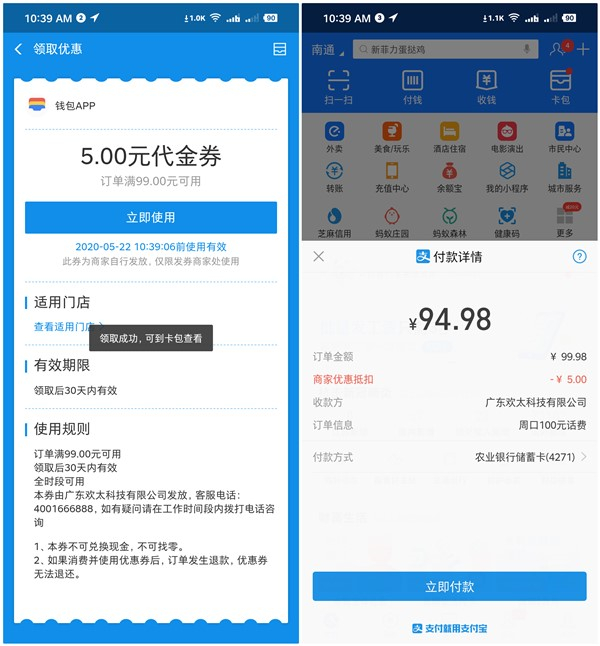 10:39 AM 2
1.0K
90
领取优惠
钱包APP
5.00元代金券
订单满99.00元可用
立即使用
2020-05-22 10:39:06前使用有效
此券为商家自行发放，仅限发券商家处使用
适用门店
查看适用门店
领取成功，可到卡包查看
有效期限
领取后30天内有效
使用规则
订单满99.00元可用
领取后30天内有效
全时段可用
本券由广东欢太科技有限公司发放，客服电话：
4001666888，如有疑问请在工作时间段内拨打电话咨
询
1、本券不可兑换现金，不可找零。
2、如果消费并使用优惠券后，订单发生退款，优惠券
无法退还。
10:39 AM 3
1.1K
90
南通
新菲力蛋挞鸡
4
扫一扫
付钱
收钱
卡包
外卖
美食/玩乐
酒店住宿
电影演出
市民中心
转账
充值中心
余额宝
我的小程序
城市服务
芝麻信用
蚂蚁庄园
蚂蚁森林
健康码
更多
付款详情
¥94.98
订单金额
¥ 99.98
商家优惠抵扣
- ¥ 5.00
收款方
广东欢太科技有限公司
订单信息
周口100元话费
付款方式
农业银行储蓄卡(4271)
立即付款
支 支付就用支付宝